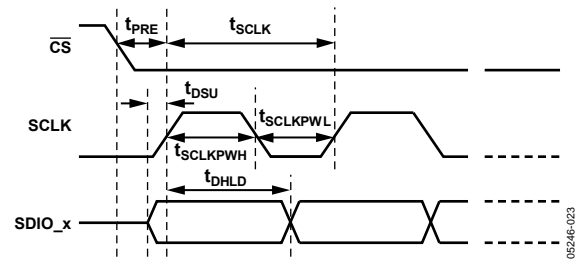 tPRE
tSCLK
CS
tDSU
SCLK
tSCLKPWL
tSCLKPWH
tDHLD
SDIO_x
05246-023